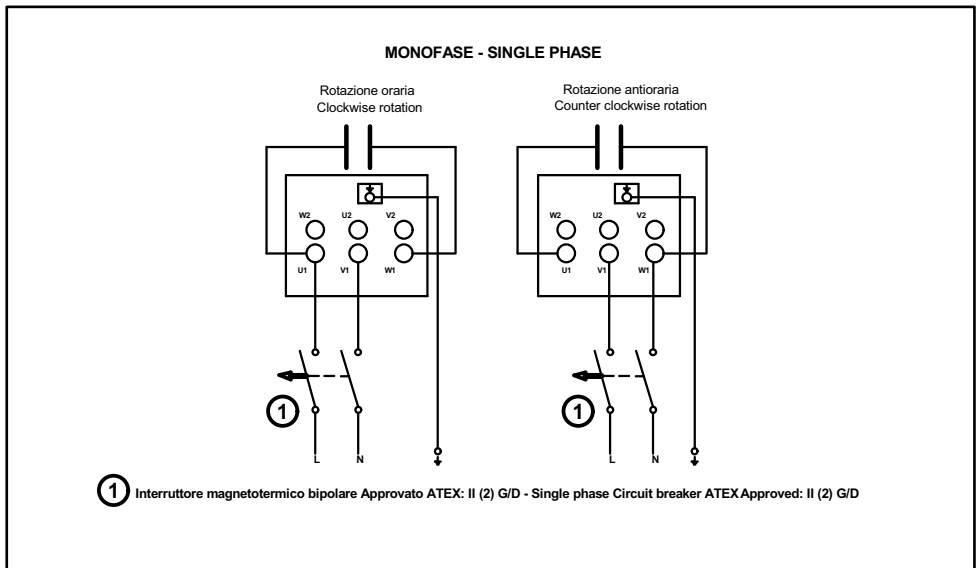 MONOFASE - SINGLE PHASE
Rotazione oraria
Clockwise rotation
Rotazione antioraria
Counter clockwise rotation
W2 U2 V2
U1 V1 W1
W2 U2 V2
U1 V1 W1
1
1
L N
L N
1 Interruttore magnetotermico bipolare Approvato ATEX: II (2) G/D - Single phase Circuit breaker ATEX Approved: II (2) G/D